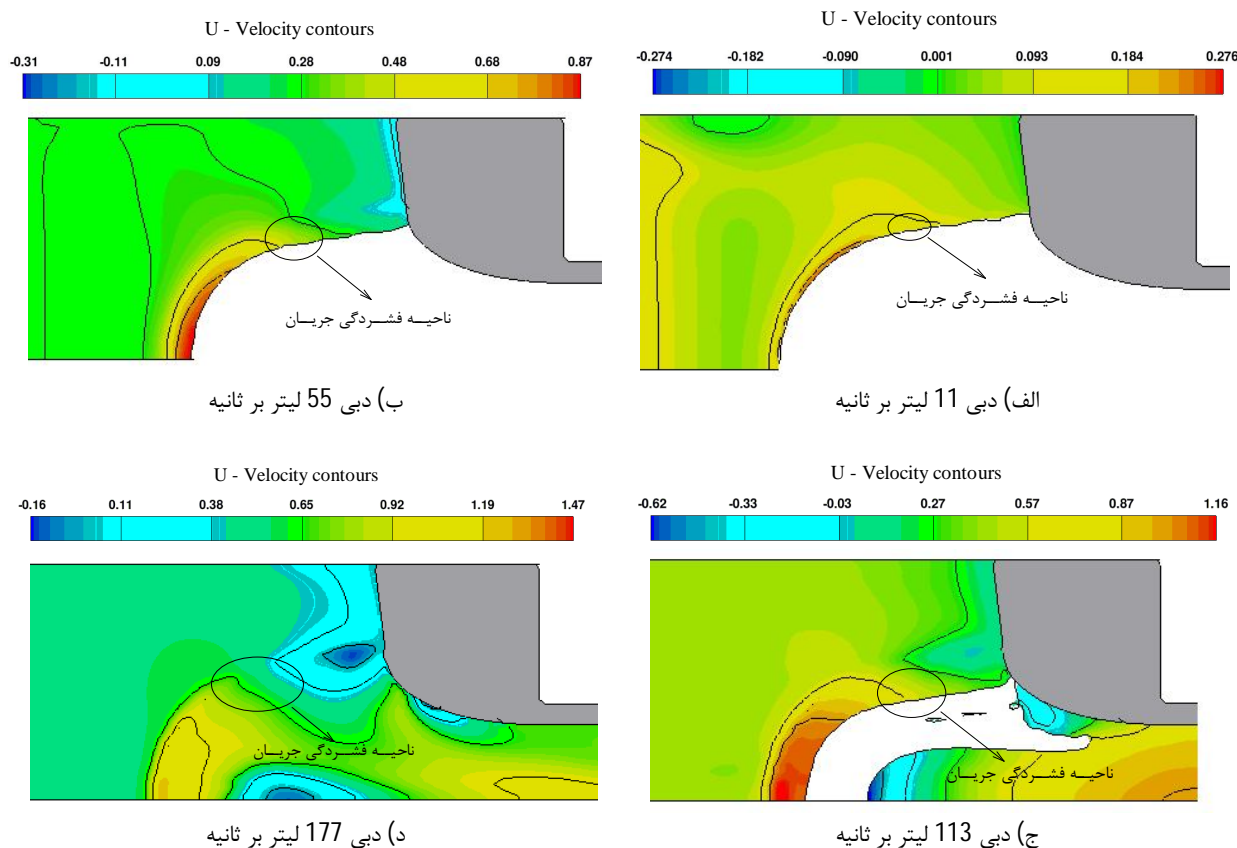 U - Velocity contours
-0.274 -0.182 -0.090 0.001 0.093 0.184 0.276
ناحیه فشردگی جریان
الف) دبی 11 لیتر بر ثانیه
U - Velocity contours
-0.31 -0.11 0.09 0.28 0.48 0.68 0.87
ناحیه فشردگی جریان
ب) دبی 55 لیتر بر ثانیه
U - Velocity contours
-0.62 -0.33 -0.03 0.27 0.57 0.87 1.16
ناحیه فشردگی جریان
ج) دبی 113 لیتر بر ثانیه
U - Velocity contours
-0.16 0.11 0.38 0.65 0.92 1.19 1.47
ناحیه فشردگی جریان
د) دبی 177 لیتر بر ثانیه